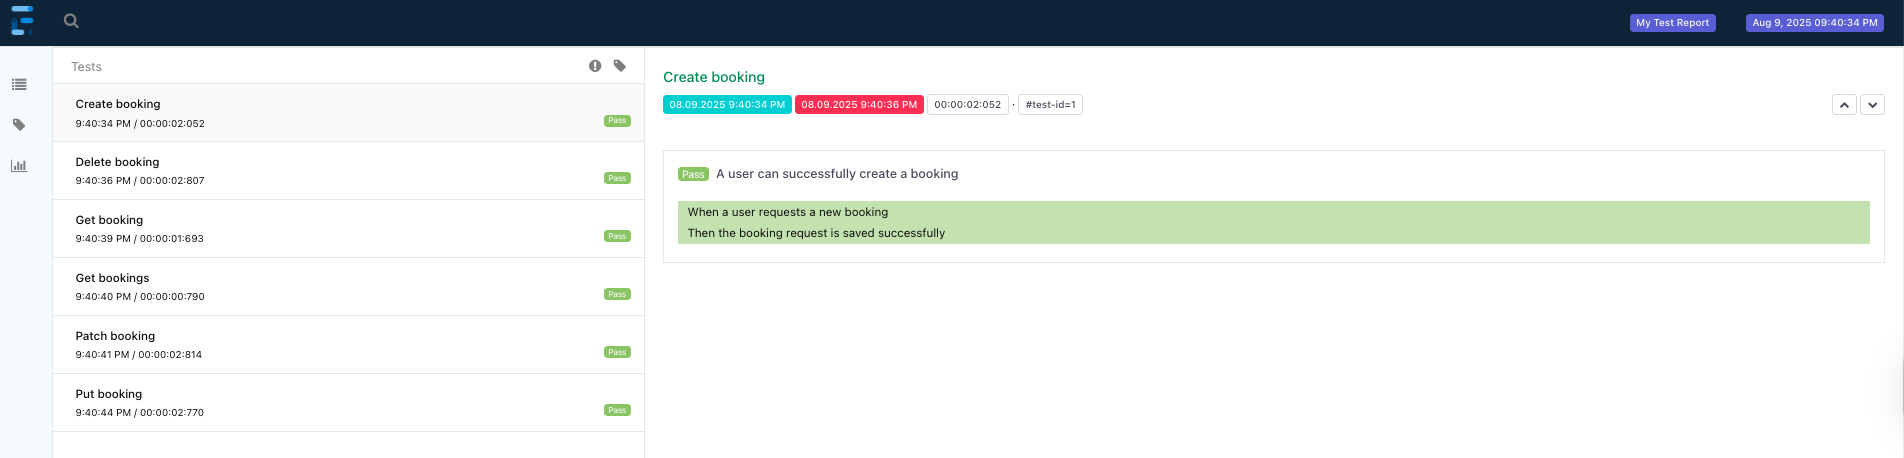 My Test Report Aug 9, 2025 09:40:34 PM
Tests
Create booking
9:40:34 PM / 00:00:02:052 Pass
Delete booking
9:40:36 PM / 00:00:02:807 Pass
Get booking
9:40:39 PM / 00:00:01:693 Pass
Get bookings
9:40:40 PM / 00:00:00:790 Pass
Patch booking
9:40:41 PM / 00:00:02:814 Pass
Put booking
9:40:44 PM / 00:00:02:770 Pass
Create booking
08.09.2025 9:40:34 PM 08.09.2025 9:40:36 PM 00:00:02:052 · #test-id=1
Pass A user can successfully create a booking
When a user requests a new booking
Then the booking request is saved successfully